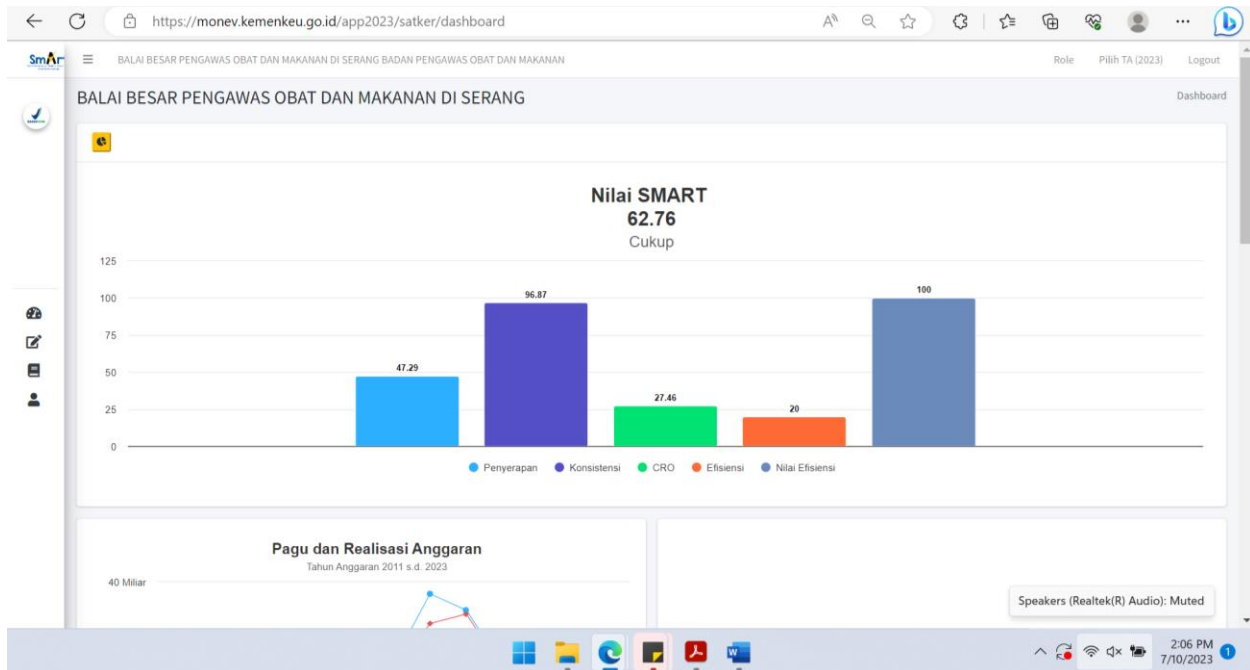 https://monev.kemenkeu.go.id/app2023/satker/dashboard
SmAr
BALAI BESAR PENGAWAS OBAT DAN MAKANAN DI SERANG BADAN PENGAWAS OBAT DAN MAKANAN
Role Pilih TA (2023) Logout
BALAI BESAR PENGAWAS OBAT DAN MAKANAN DI SERANG
Dashboard
Nilai SMART
62.76
Cukup
125
100
75
50
25
0
47.29
96.87
27.46
20
100
Penyerapan Konsistensi CRO Efisiensi Nilai Efisiensi
Pagu dan Realisasi Anggaran
Tahun Anggaran 2011 s.d. 2023
40 Miliar
Speakers (Realtek(R) Audio): Muted
2:06 PM
7/10/2023
1